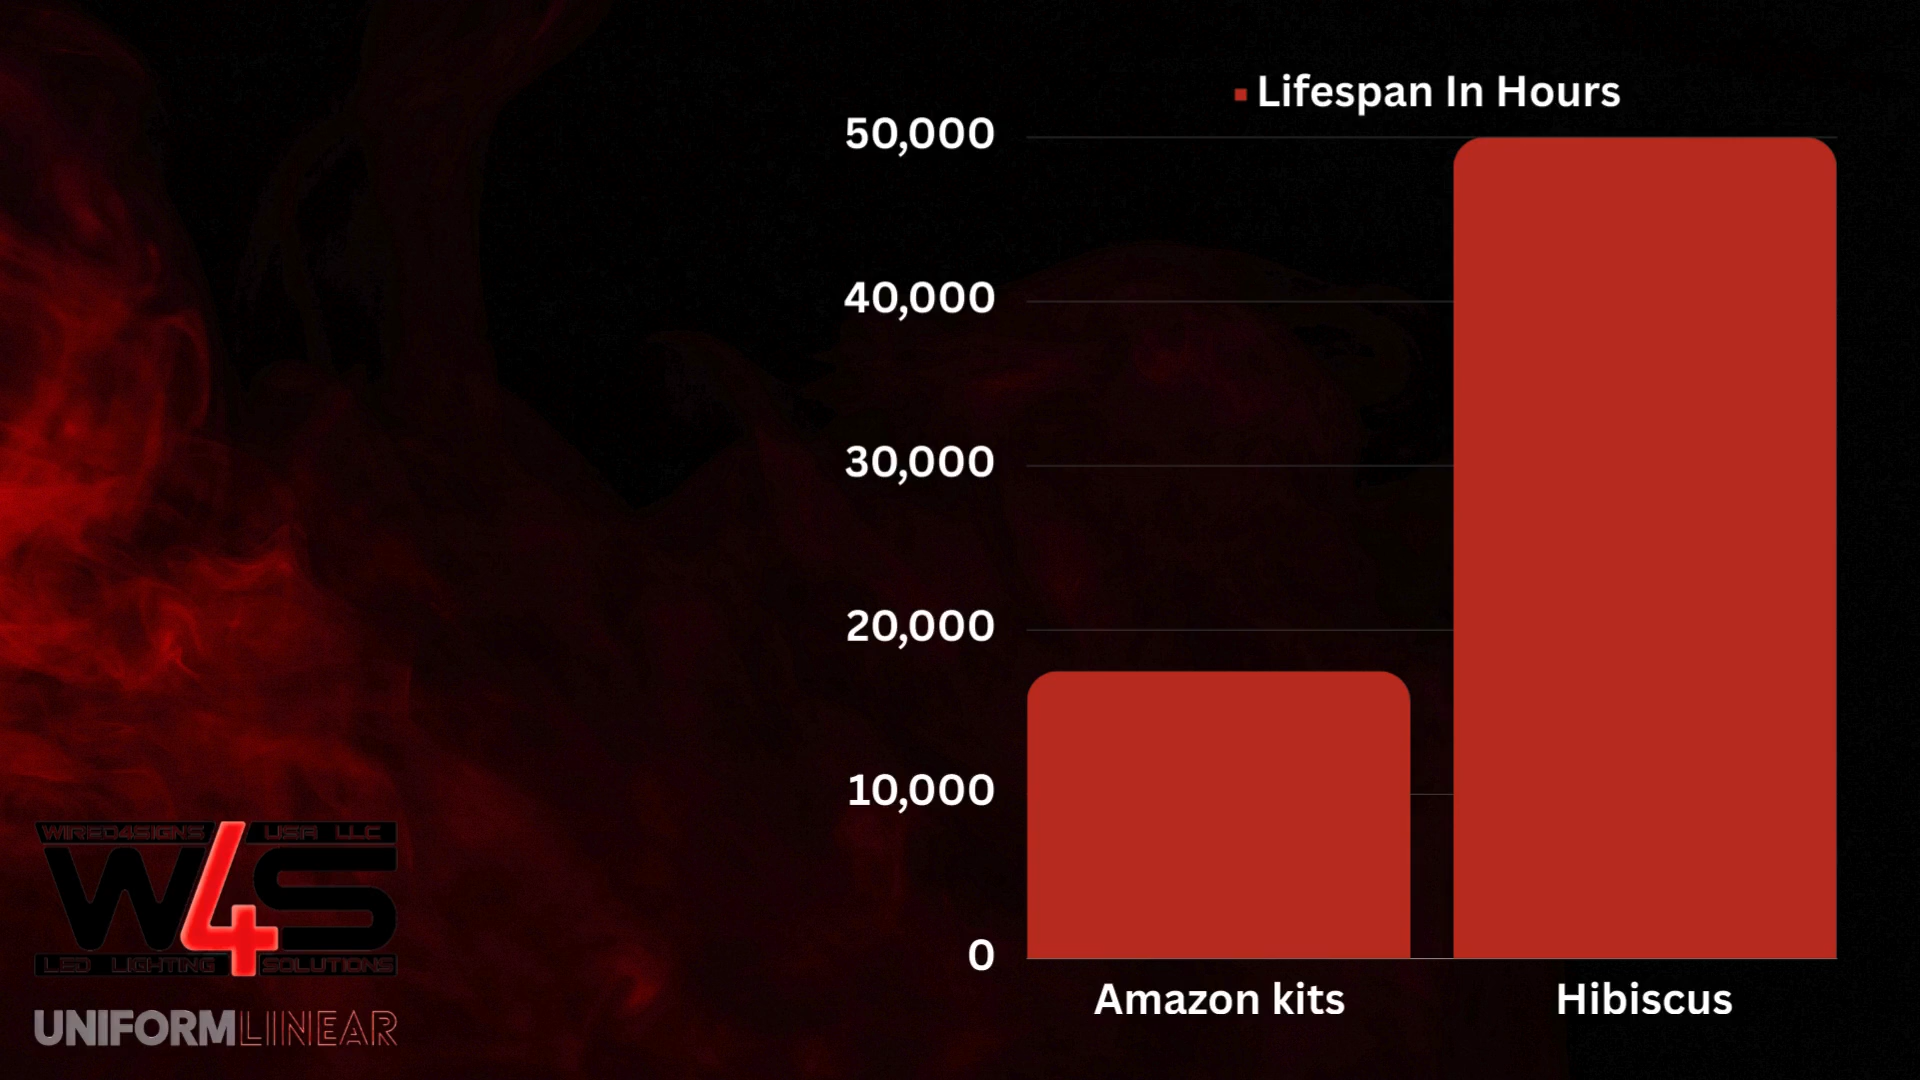 Lifespan In Hours
50,000
40,000
30,000
20,000
10,000
0
Amazon kits
Hibiscus
WIRED4SIGNS USA LLC
W4S
LED LIGHTING SOLUTIONS
UNIFORMLINEAR